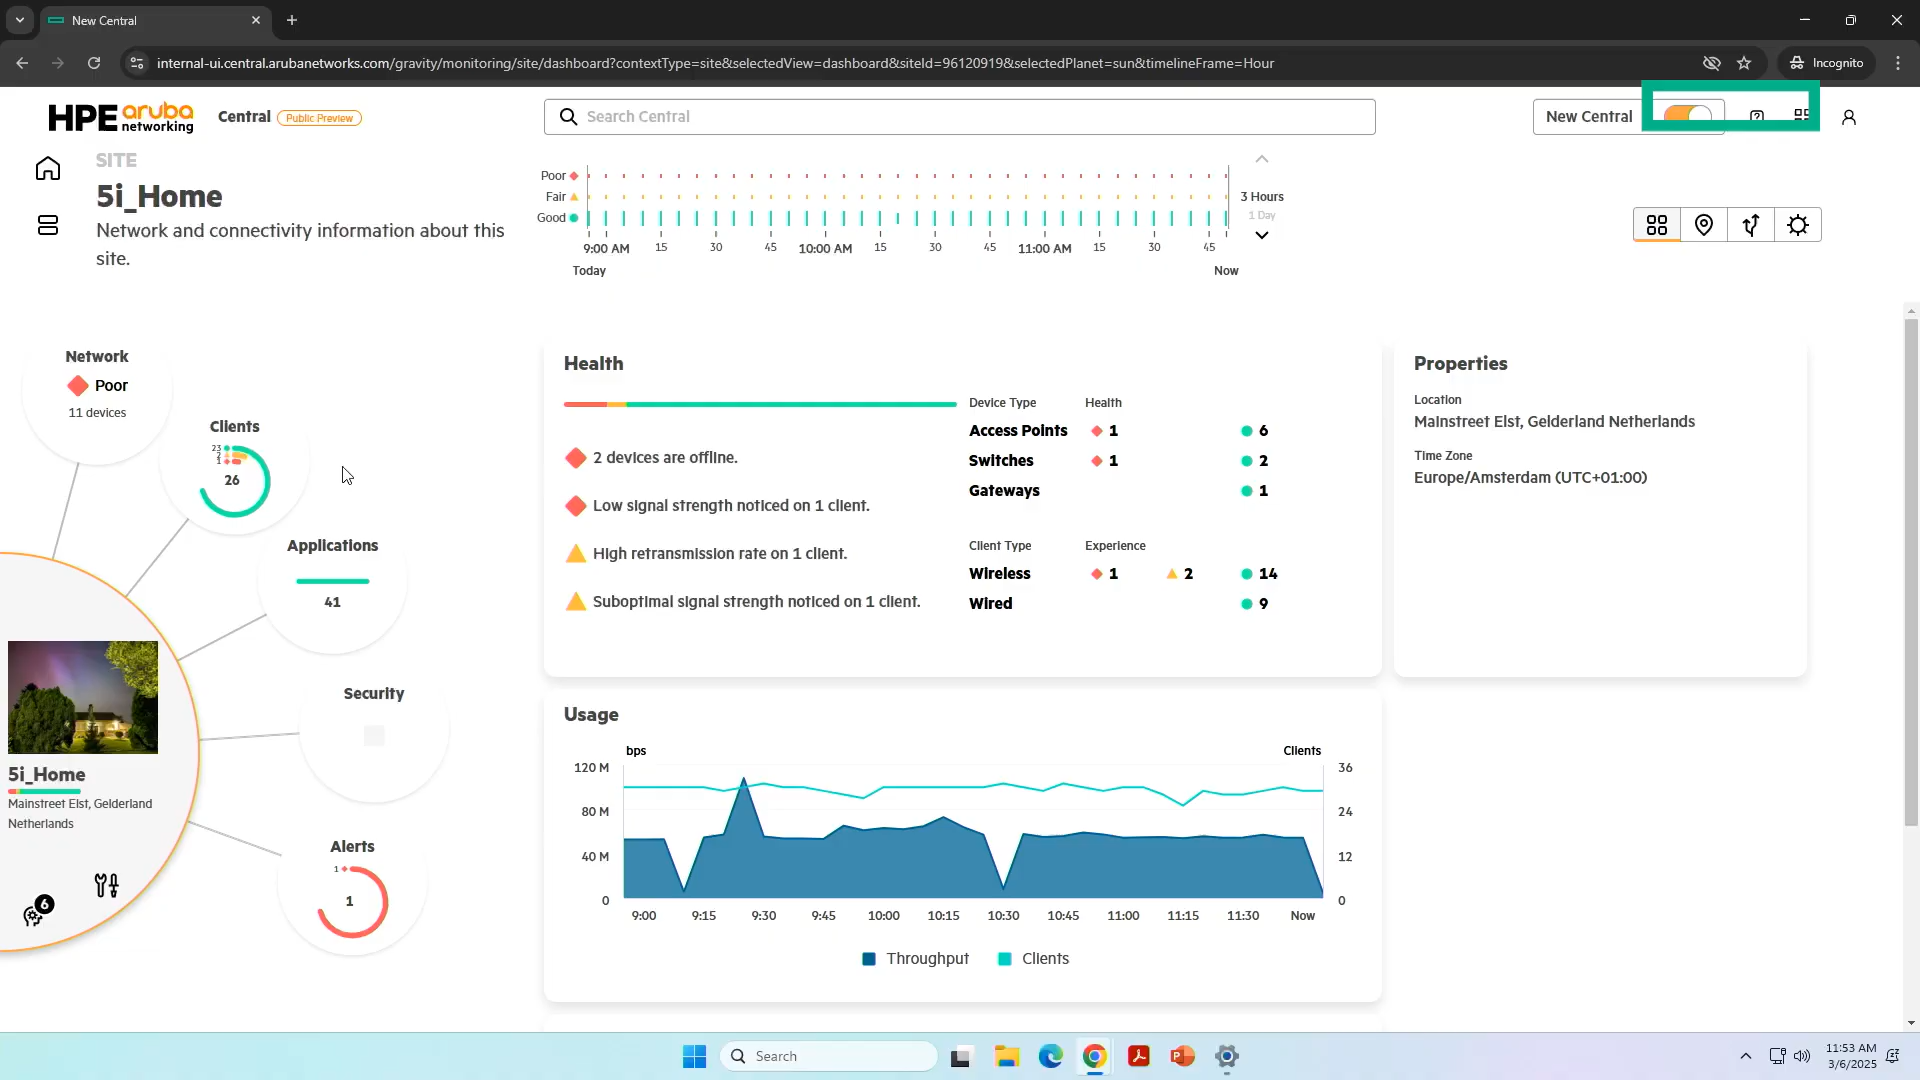 New Central
internal-ui.central.arubanetworks.com/gravity/monitoring/site/dashboard?contextType=site&selectedView=dashboard&siteId=96120919&selectedPlanet=sun&timelineFrame=Hour
Incognito
HPE aruba networking
Central
Public Preview
Search Central
New Central
SITE
5i_Home
Network and connectivity information about this
site.
Poor
Fair
Good
9:00 AM 15 30 45 10:00 AM 15 30 45 11:00 AM 15 30 45
Today
Now
3 Hours
1 Day
Network
Poor
11 devices
Clients
23
2
1
26
Applications
41
Security
Alerts
1
1
5i_Home
Mainstreet Elst, Gelderland
Netherlands
6
Health
2 devices are offline.
Low signal strength noticed on 1 client.
High retransmission rate on 1 client.
Suboptimal signal strength noticed on 1 client.
Device Type Health
Access Points 1 6
Switches 1 2
Gateways 1
Client Type Experience
Wireless 1 2 14
Wired 9
Properties
Location
Mainstreet Elst, Gelderland Netherlands
Time Zone
Europe/Amsterdam (UTC+01:00)
Usage
bps
Clients
120 M
80 M
40 M
0
36
24
12
0
9:00 9:15 9:30 9:45 10:00 10:15 10:30 10:45 11:00 11:15 11:30 Now
Throughput Clients
Search
11:53 AM
3/6/2025